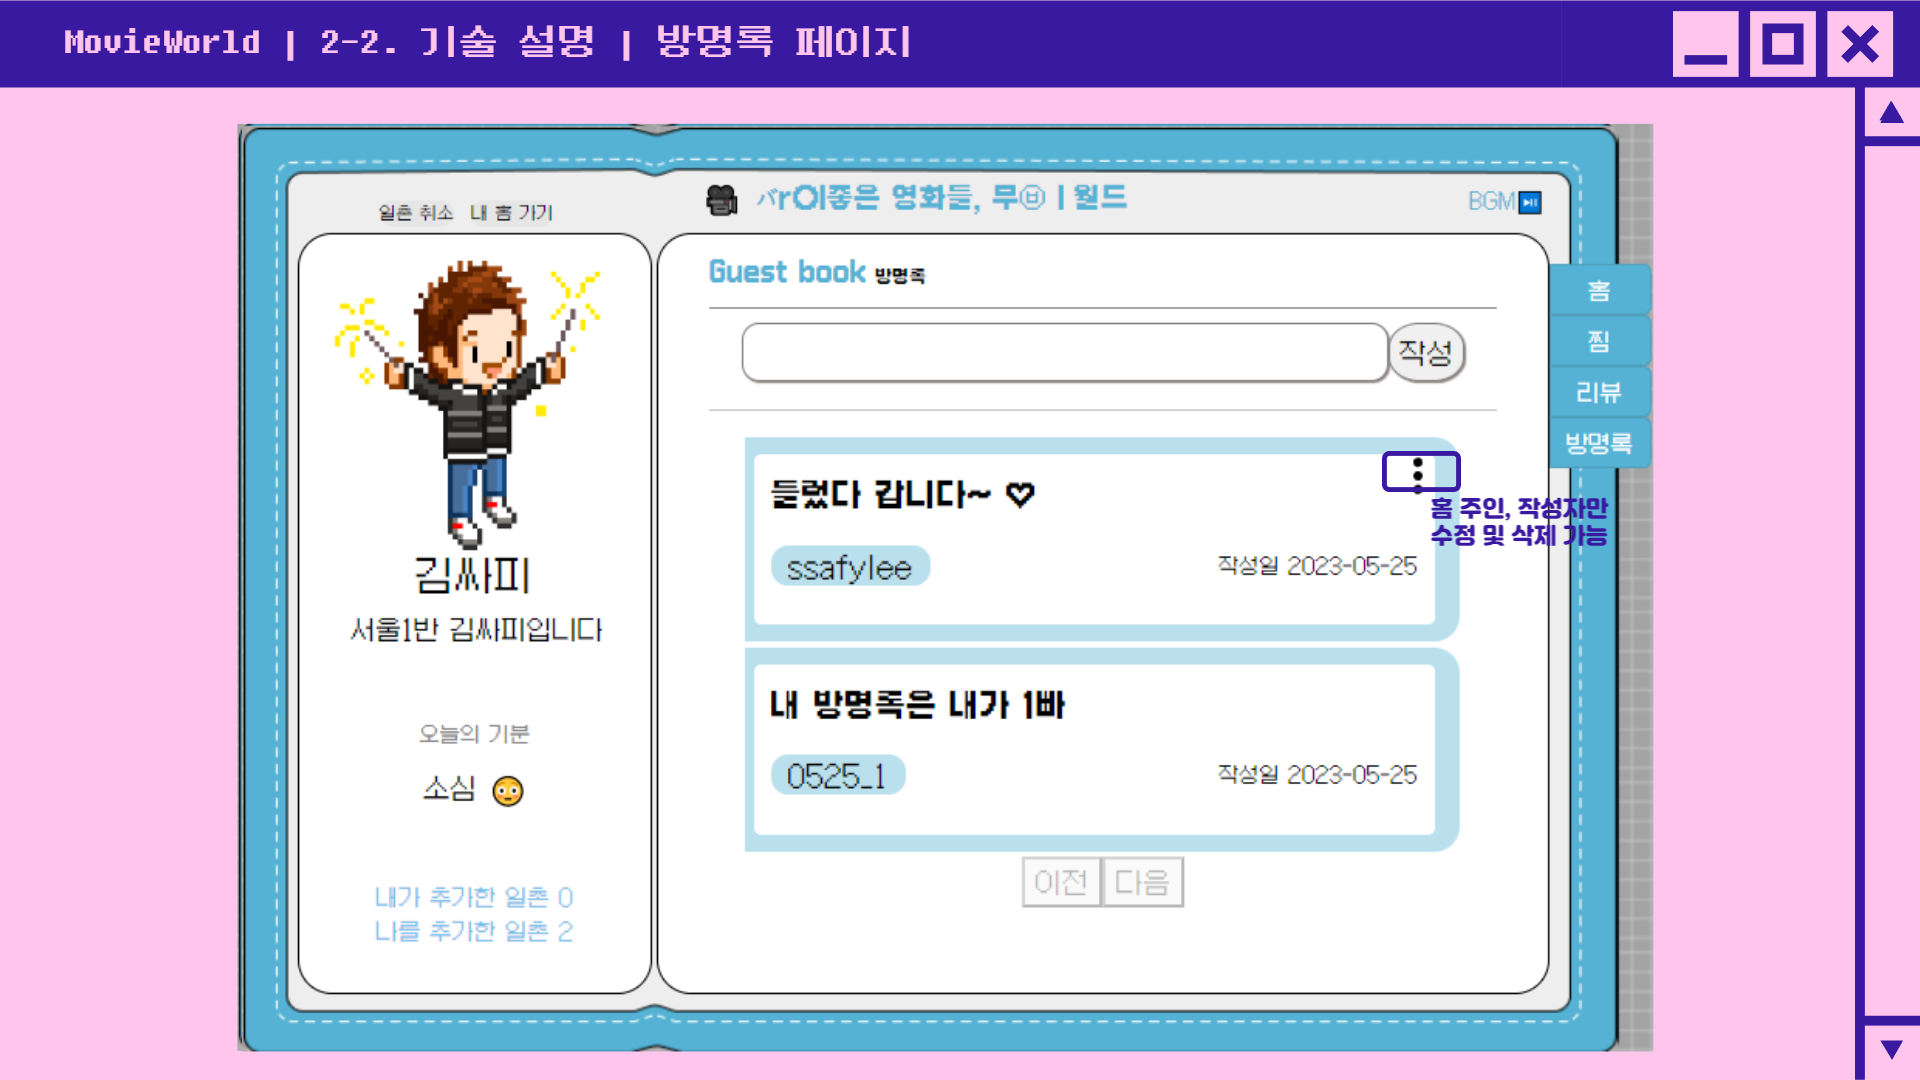 MovieWorld | 2-2. 기술 설명 | 방명록 페이지
일촌 취소 내 홈 가기
ㅅrㅇ좋은 영화들, 무㉥ㅣ월드
BGM
김싸피
서울1반 김싸피입니다
오늘의 기분
소심 😳
내가 추가한 일촌 0
나를 추가한 일촌 2
Guest book 방명록
작성
들렀다 갑니다~ ♡
홈 주인, 작성자만
수정 및 삭제 가능
ssafylee
작성일 2023-05-25
내 방명록은 내가 1빠
0525_1
작성일 2023-05-25
이전 다음
홈
찜
리뷰
방명록